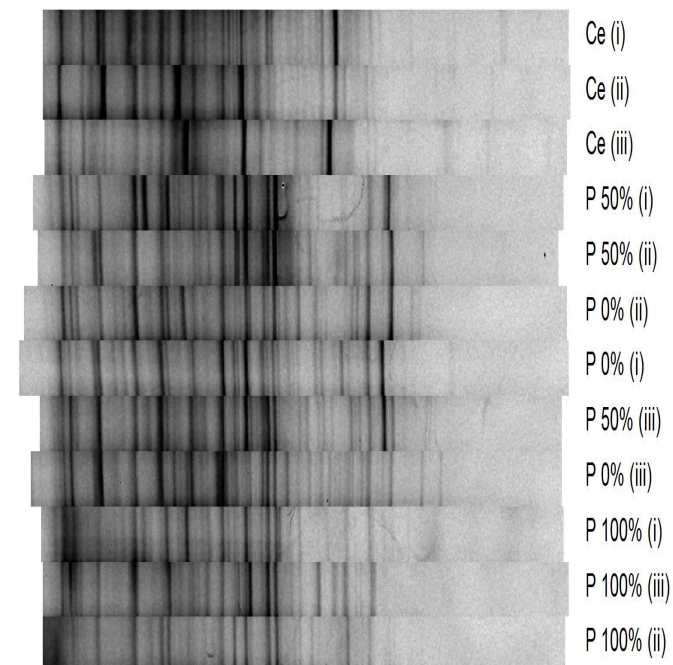 Ce (i)
Ce (ii)
Ce (iii)
P 50% (i)
P 50% (ii)
P 0% (ii)
P 0% (i)
P 50% (iii)
P 0% (iii)
P 100% (i)
P 100% (iii)
P 100% (ii)